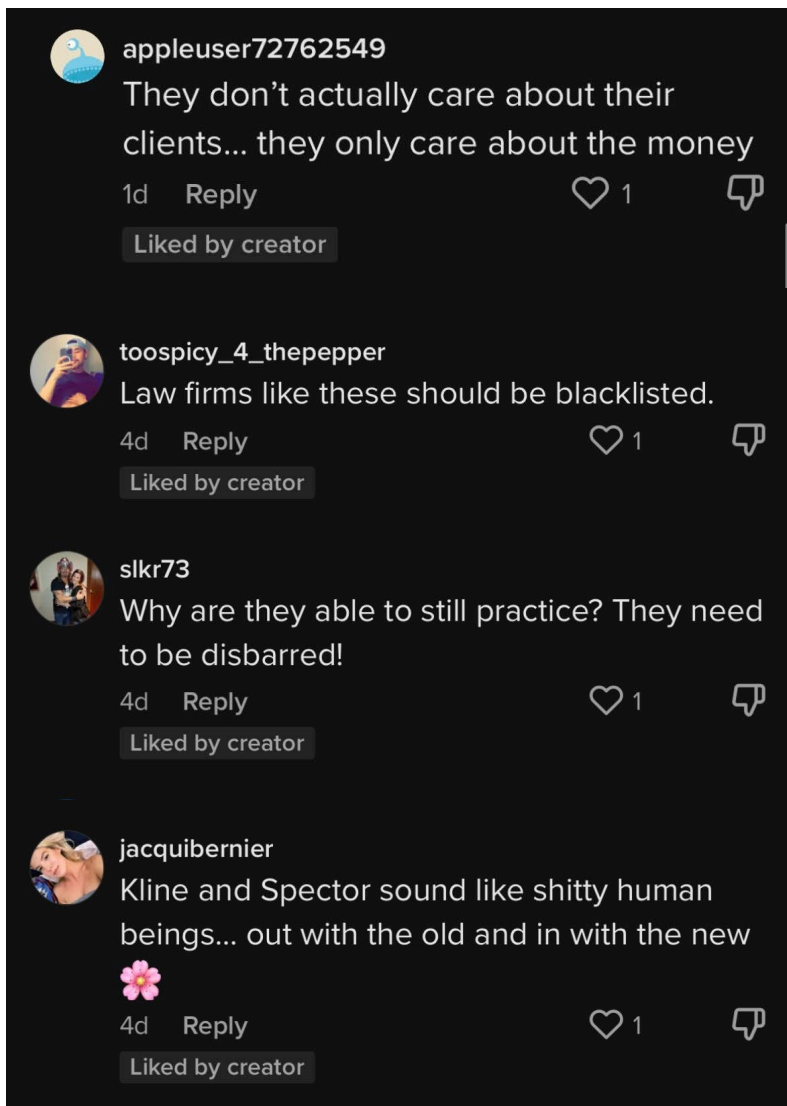 appleuser72762549
They don’t actually care about their
clients... they only care about the money
1d Reply 1
Liked by creator
toospicy_4_thepepper
Law firms like these should be blacklisted.
4d Reply 1
Liked by creator
slkr73
Why are they able to still practice? They need
to be disbarred!
4d Reply 1
Liked by creator
jacquibernier
Kline and Spector sound like shitty human
beings... out with the old and in with the new
🌸
4d Reply 1
Liked by creator